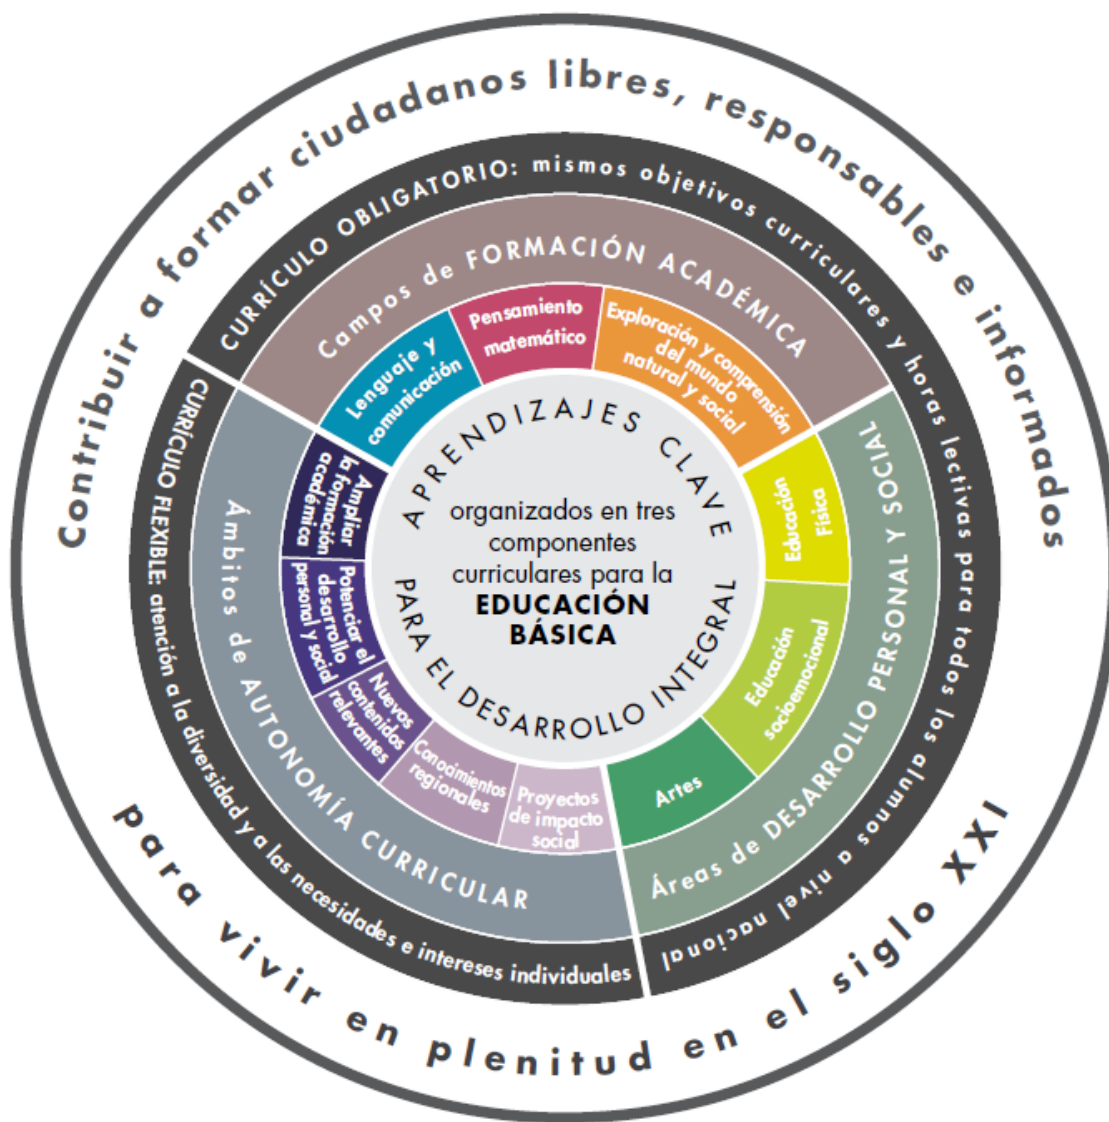 Contribuir a formar ciudadanos libres, responsables e informados
para vivir en plenitud en el siglo XXI
CURRÍCULO OBLIGATORIO: mismos objetivos curriculares y horas lectivas para todos los alumnos a nivel nacional
CURRÍCULO FLEXIBLE: atención a la diversidad y a las necesidades e intereses individuales
Campos de FORMACIÓN ACADÉMICA
Lenguaje y
comunicación
Pensamiento
matemático
Exploración y comprensión
del mundo
natural y social
Áreas de DESARROLLO PERSONAL Y SOCIAL
Educación
Física
Educación
socioemocional
Artes
Ámbitos de AUTONOMÍA CURRICULAR
Ampliar
la formación
académica
Potenciar el
desarrollo
personal y social
Nuevos
contenidos
relevantes
Conocimientos
regionales
Proyectos
de impacto
social
APRENDIZAJES CLAVE
organizados en tres
componentes
curriculares para la
EDUCACIÓN
BÁSICA
PARA EL DESARROLLO INTEGRAL